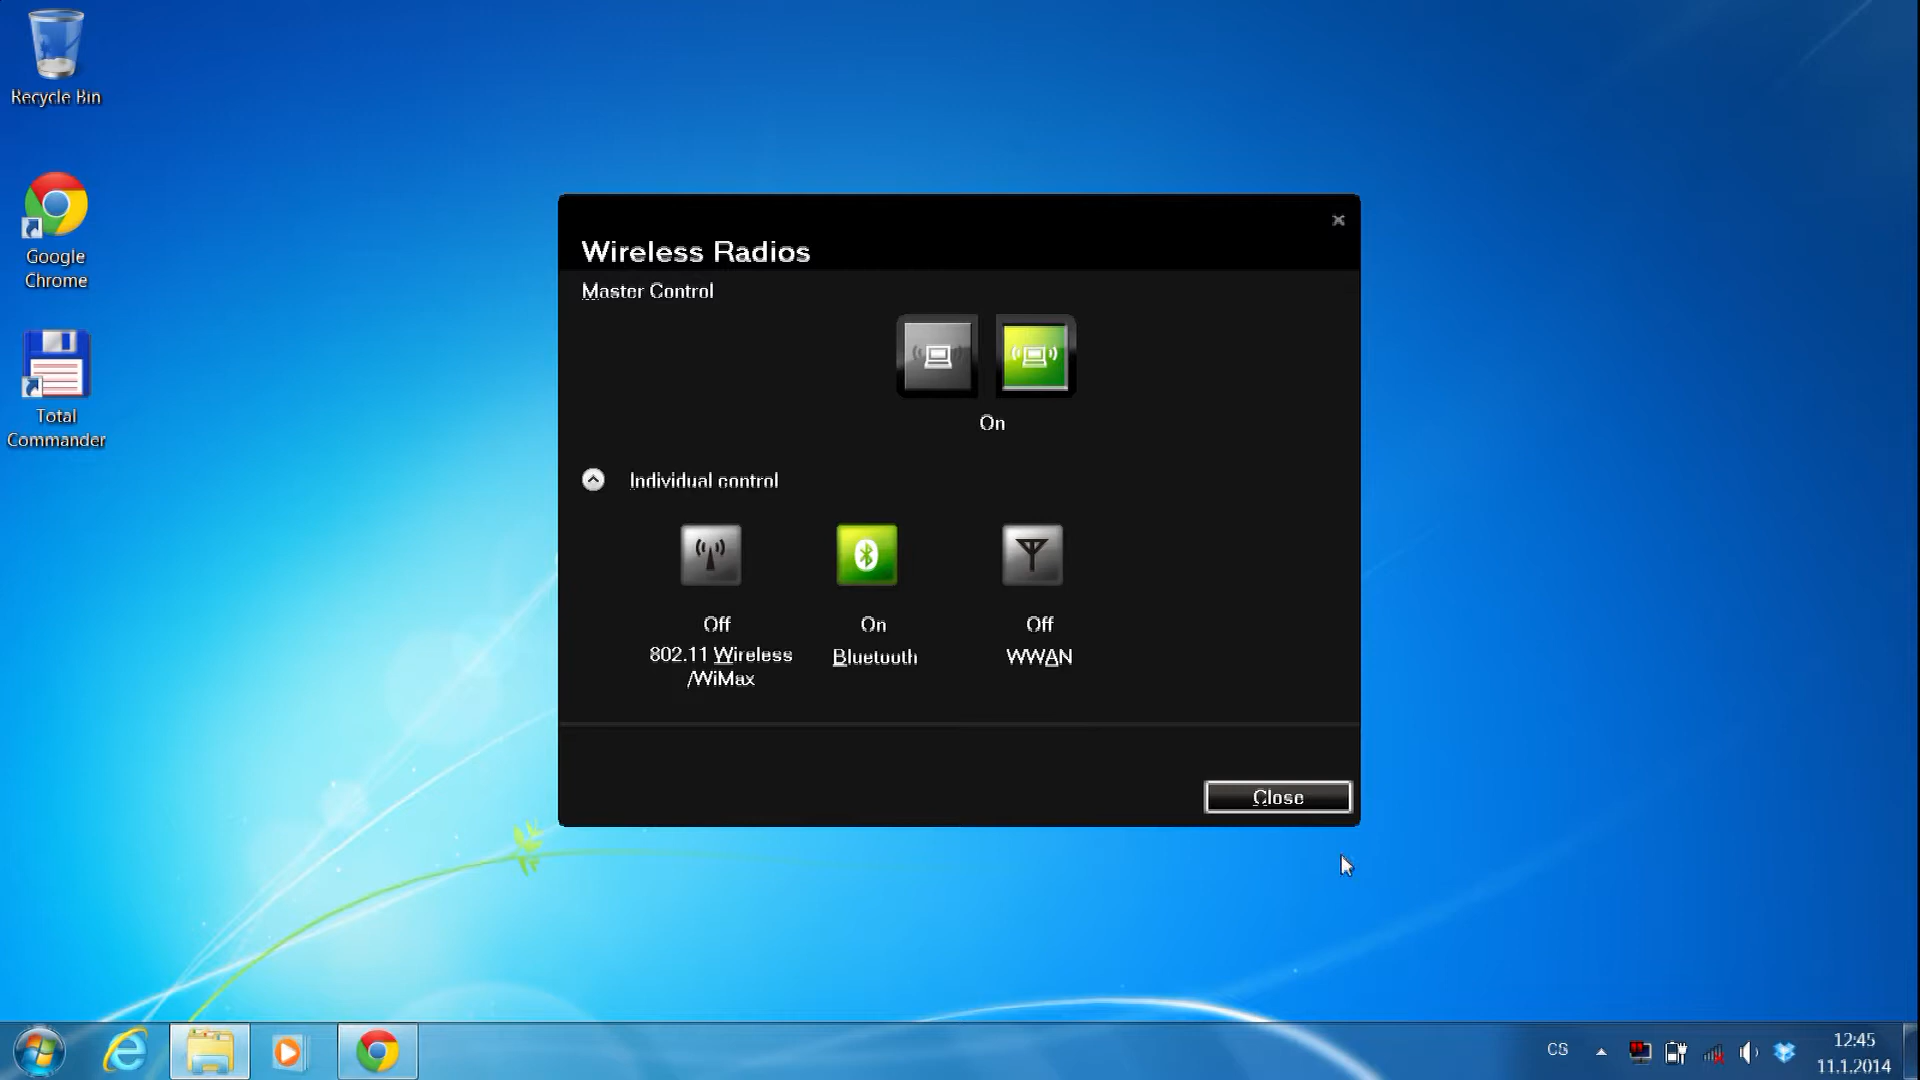 Recycle Bin
Google
Chrome
Total
Commander
Wireless Radios
Master Control
On
Individual control
Off
On
Off
802.11 Wireless
/WiMax
Bluetooth
WWAN
Close
CS
12:45
11.1.2014